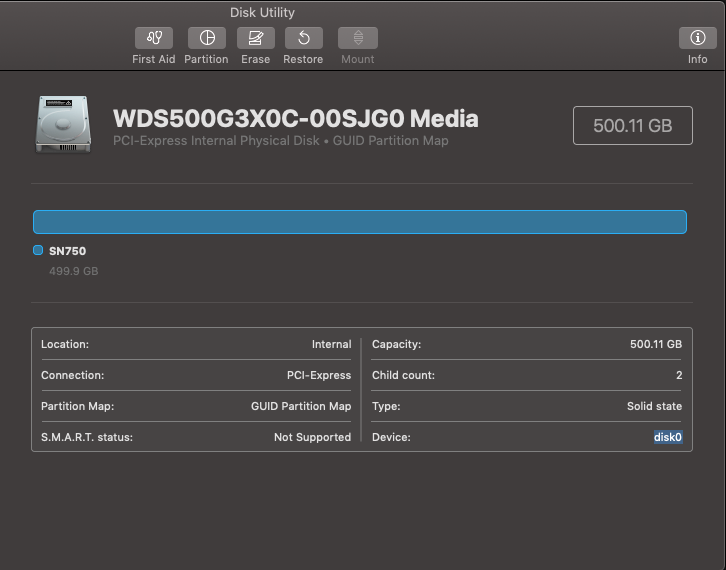 Disk Utility
First Aid Partition Erase Restore Mount Info
WDS500G3X0C-00SJG0 Media
PCI-Express Internal Physical Disk • GUID Partition Map
500.11 GB
SN750
499.9 GB
Location: Internal
Capacity: 500.11 GB
Connection: PCI-Express
Child count: 2
Partition Map: GUID Partition Map
Type: Solid state
S.M.A.R.T. status: Not Supported
Device: disk0